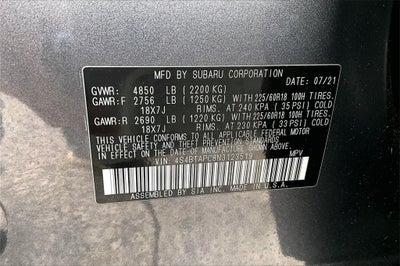 MFD BY SUBARU CORPORATION DATE: 07/21
GVWR: 4850 LB (2200 KG)
GAWR:F 2756 LB (1250 KG) WITH 225/60R18 100H TIRES.
18X7J RIMS. AT 240 KPA ( 35 PSI) COLD
GAWR:R 2690 LB (1220 KG) WITH 225/60R18 100H TIRES.
18X7J RIMS. AT 230 KPA ( 33 PSI) COLD
THIS VEHICLE CONFORMS TO ALL APPLICABLE FEDERAL MOTOR
VEHICLE SAFETY, BUMPER, AND THEFT PREVENTION STANDARDS
IN EFFECT ON THE DATE OF MANUFACTURE SHOWN ABOVE.
VIN: 4S4BTAPC8N3123519 MPV
ASSEMBLED BY SIA INC. MADE IN U.S.A.